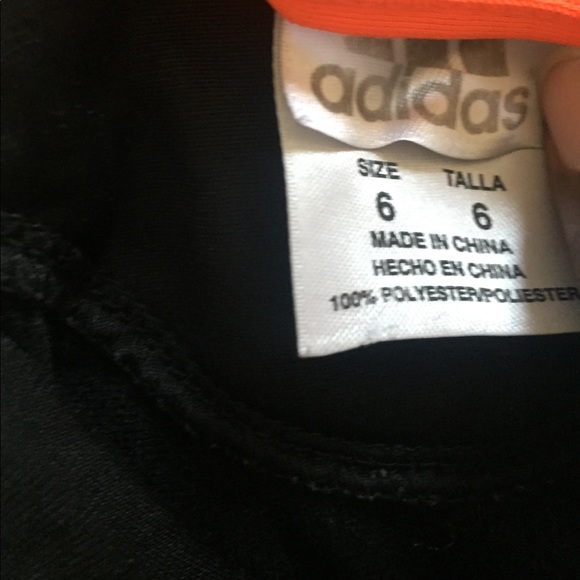 adidas
SIZE TALLA
6 6
MADE IN CHINA
HECHO EN CHINA
100% POLYESTER/POLIESTER